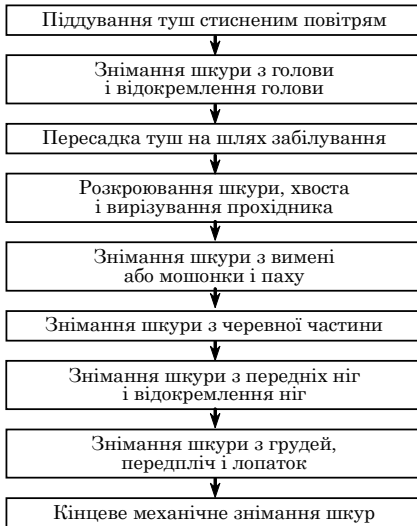 Піддування туш стисненим повітрям
Знімання шкури з голови
і відокремлення голови
Пересадка туш на шлях забілування
Розкроювання шкури, хвоста
і вирізування прохідника
Знімання шкури з вимені
або мошонки і паху
Знімання шкури з черевної частини
Знімання шкури з передніх ніг
і відокремлення ніг
Знімання шкури з грудей,
передпліч і лопаток
Кінцеве механічне знімання шкур